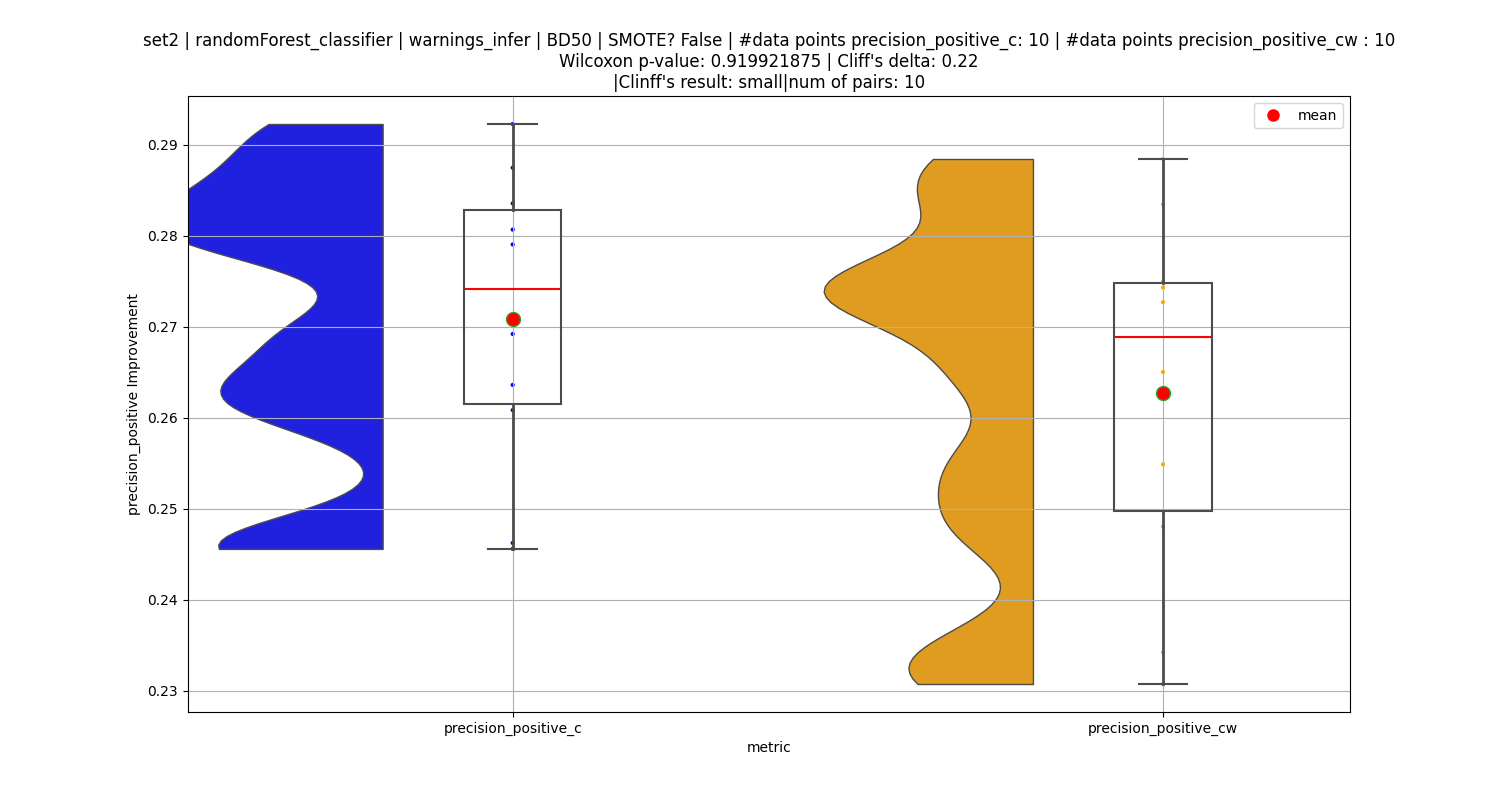 set2 | randomForest_classifier | warnings_infer | BD50 | SMOTE? False | #data points precision_positive_c: 10 | #data points precision_positive_cw : 10
Wilcoxon p-value: 0.919921875 | Cliff's delta: 0.22
|Clinff's result: small|num of pairs: 10
mean
precision_positive Improvement
0.29
0.28
0.27
0.26
0.25
0.24
0.23
precision_positive_c
precision_positive_cw
metric